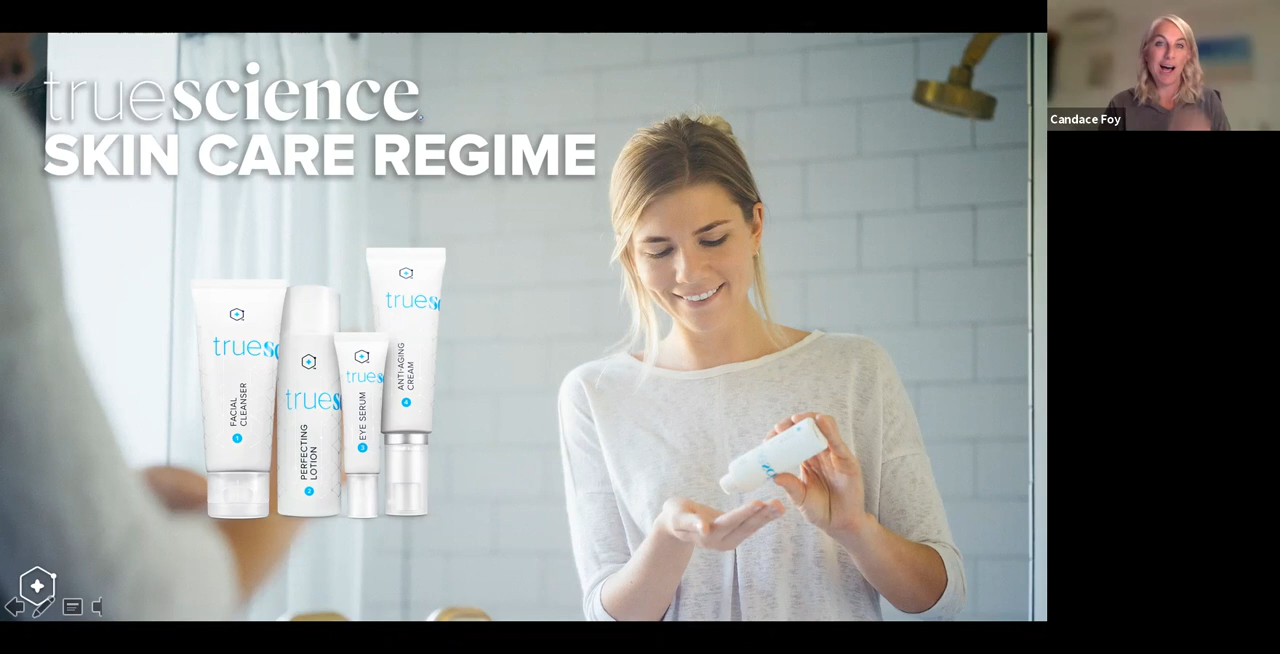 truescience
SKIN CARE REGIME
Candace Foy
trues
ANTI-AGING
CREAM
4
truesc
FACIAL
CLEANSER
1
trues
PERFECTING
LOTION
2
trues
EYE SERUM
3